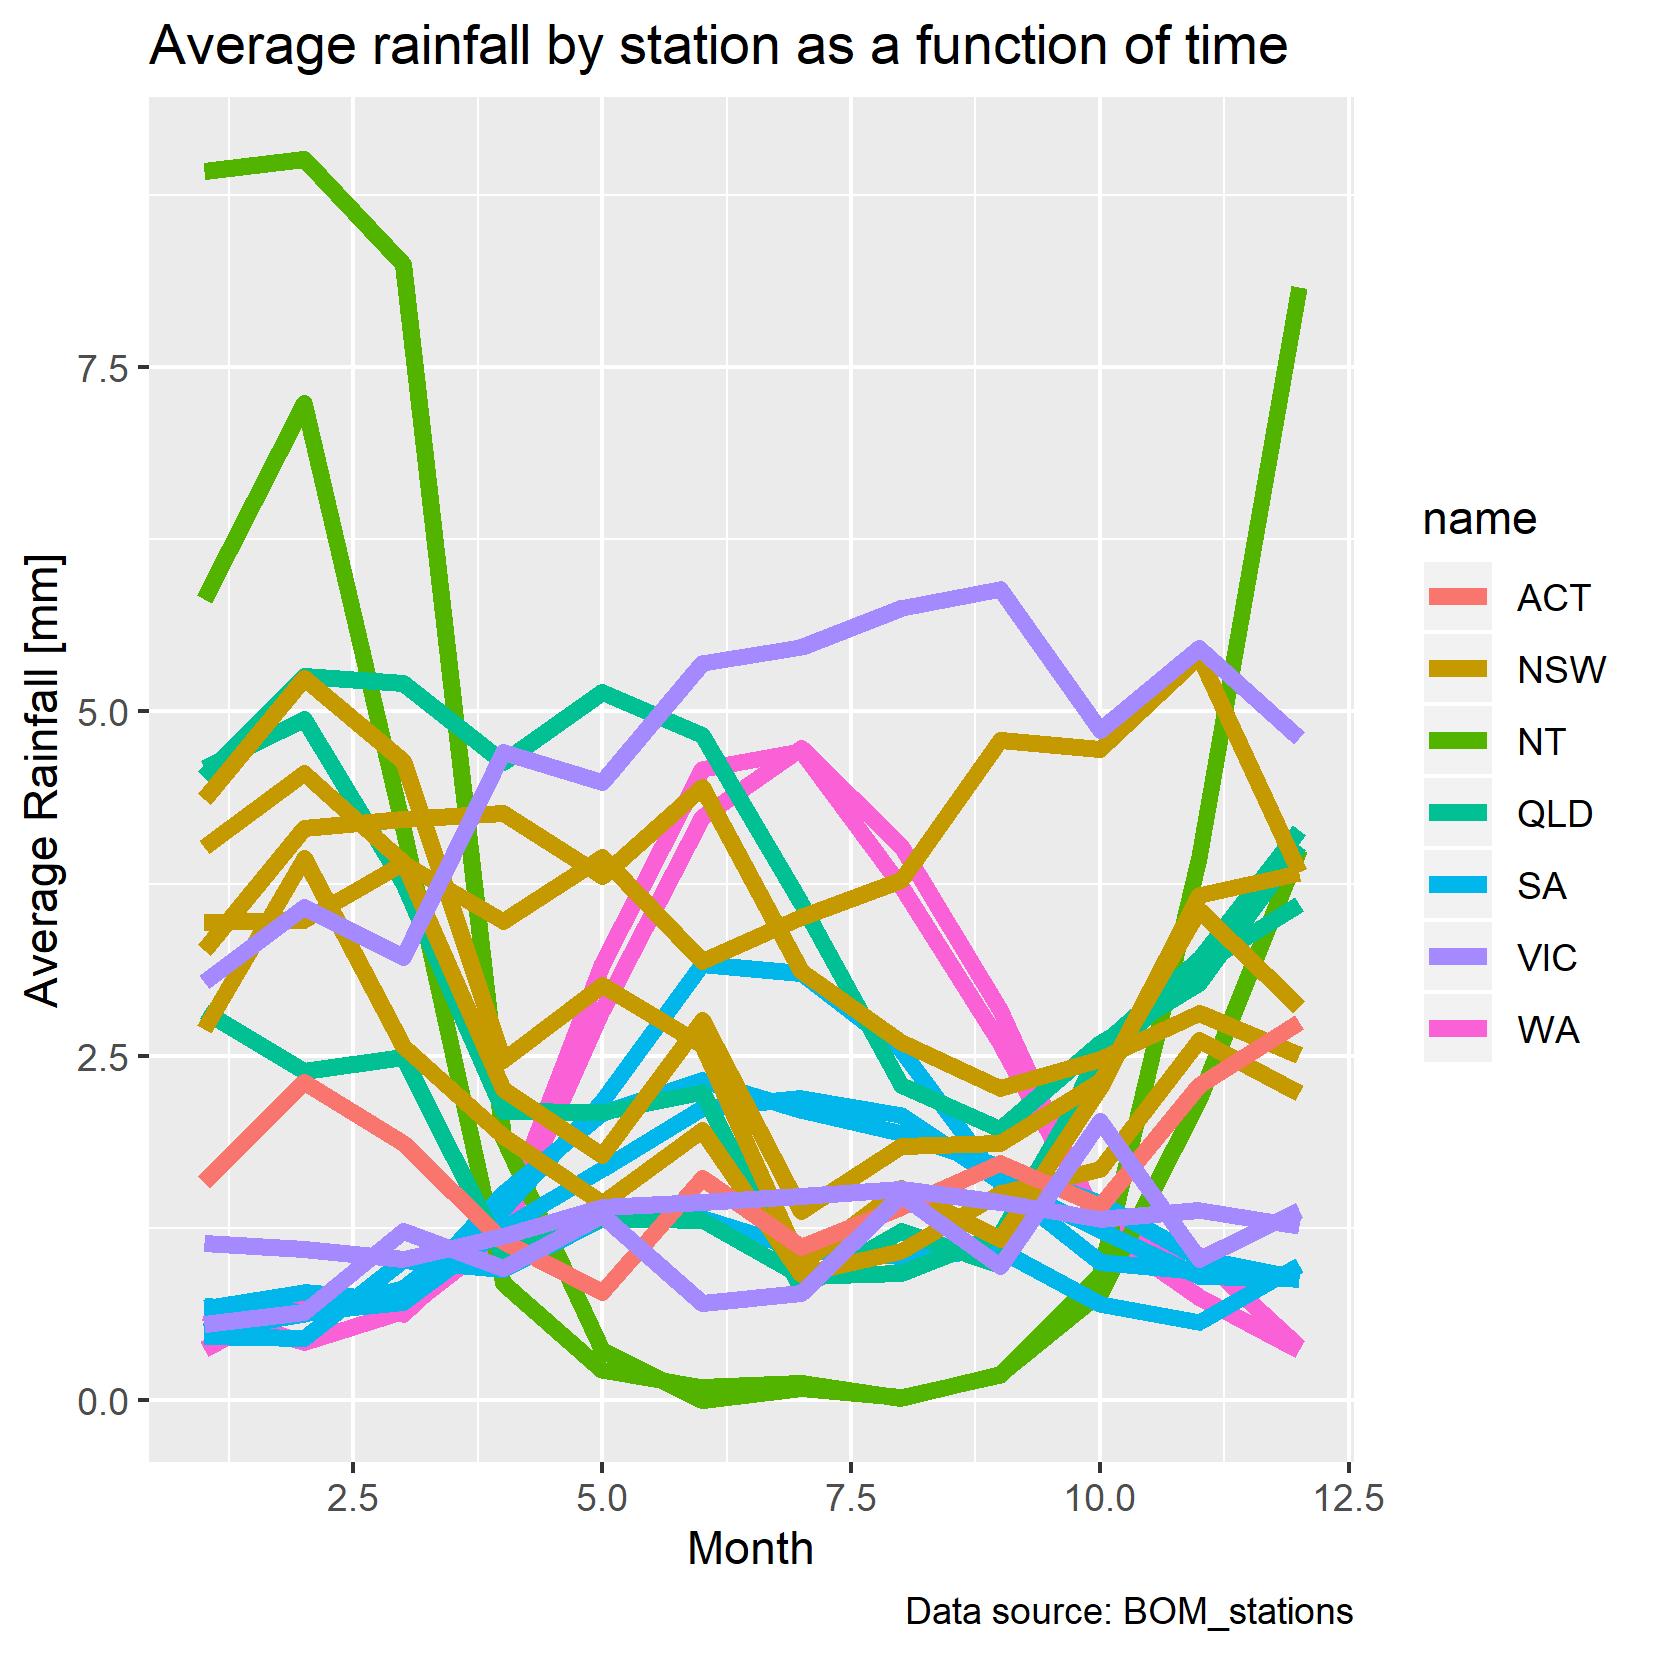 Average rainfall by station as a function of time
Average Rainfall [mm]
7.5
5.0
2.5
0.0
2.5 5.0 7.5 10.0 12.5
Month
name
ACT
NSW
NT
QLD
SA
VIC
WA
Data source: BOM_stations